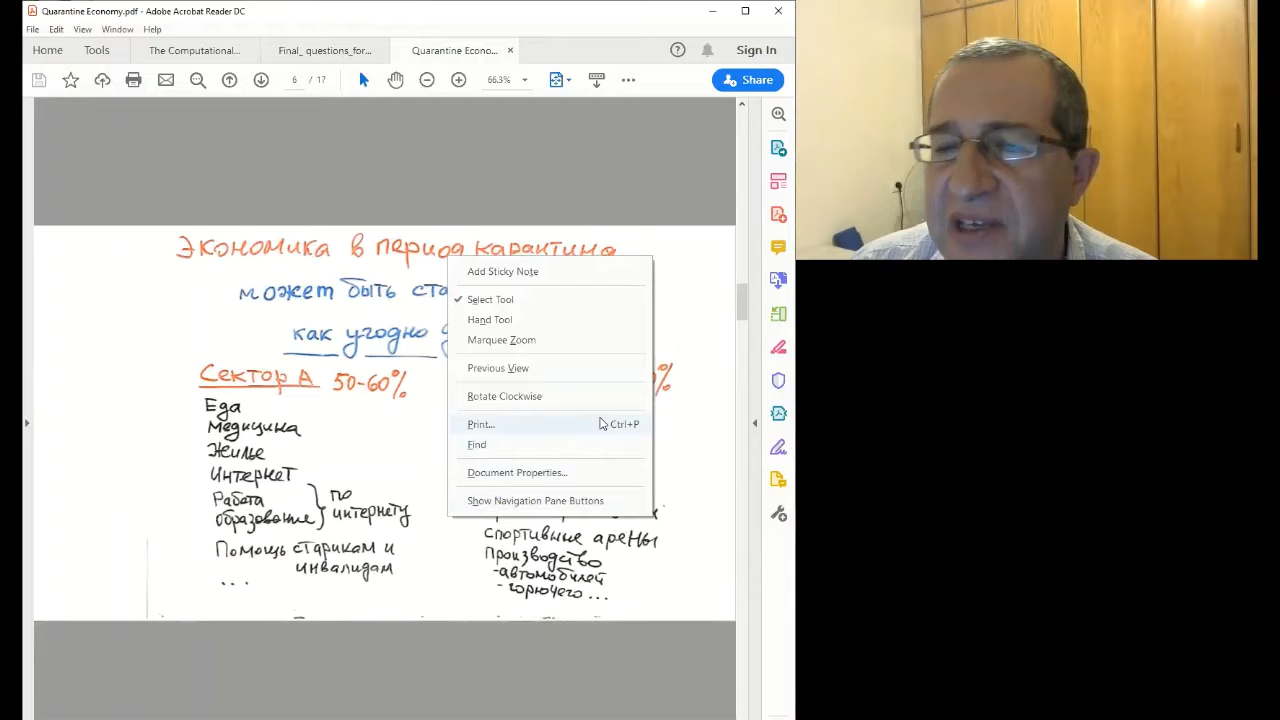 Quarantine Economy.pdf - Adobe Acrobat Reader DC
File Edit View Window Help
Home Tools The Computational... Final_ questions_for... Quarantine Econo... Sign In
6 / 17 66.3% Share
Экономика в период карантина
может быть ста
как угодно
Сектор А 50-60%
%
Еда
Медицина
Жилье
Интернет
Работа
образование
по
интернету
Помощь старикам и
инвалидам
...
Add Sticky Note
Select Tool
Hand Tool
Marquee Zoom
Previous View
Rotate Clockwise
Print... Ctrl+P
Find
Document Properties...
Show Navigation Pane Buttons
Спортивные арены
Производство
-автомобилей
-горючего...